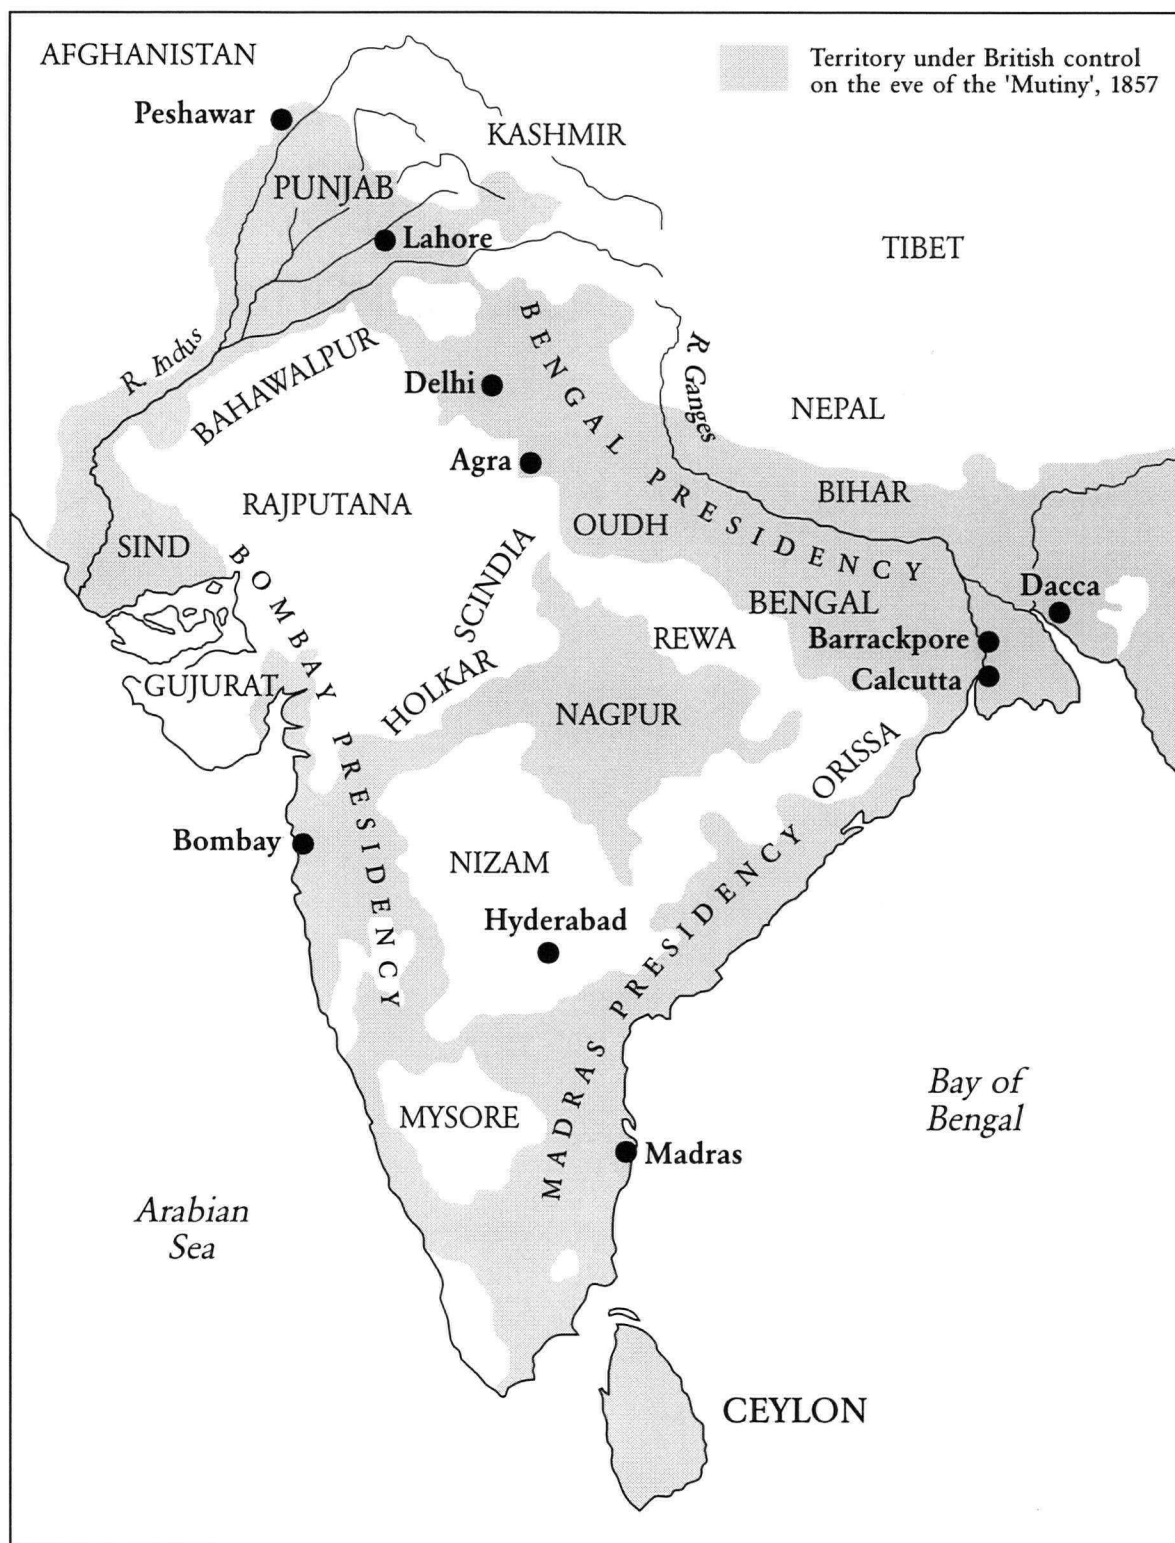 AFGHANISTAN
Territory under British control
on the eve of the 'Mutiny', 1857
Peshawar
KASHMIR
PUNJAB
Lahore
TIBET
R. Indus
BAHAWALPUR
BENGAL PRESIDENCY
R. Ganges
Delhi
NEPAL
Agra
RAJPUTANA
BIHAR
OUDH
SIND
SCINDIA
BOMBAY PRESIDENCY
BENGAL
Dacca
REWA
Barrackpore
HOLKAR
GUJURAT
Calcutta
NAGPUR
ORISSA
Bombay
NIZAM
Hyderabad
MADRAS PRESIDENCY
MYSORE
Bay of
Bengal
Madras
Arabian
Sea
CEYLON